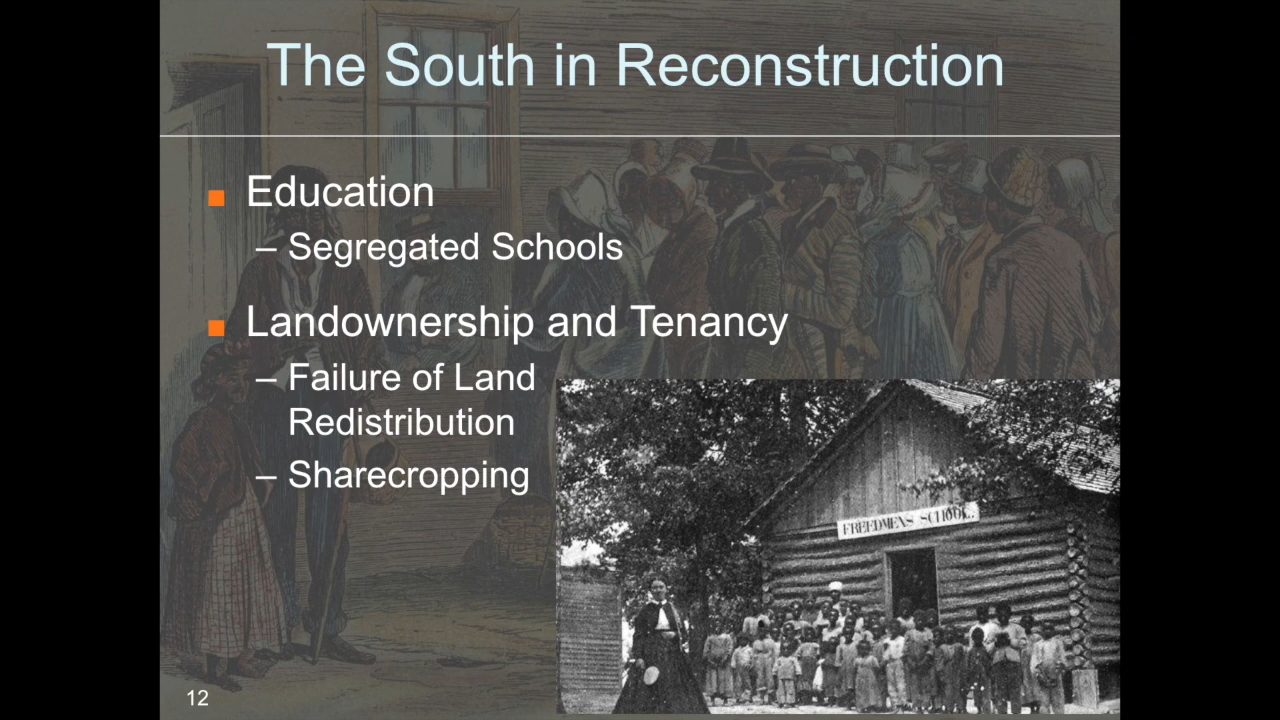 The South in Reconstruction
■ Education
– Segregated Schools
■ Landownership and Tenancy
– Failure of Land
Redistribution
– Sharecropping
FREEDMENS SCHOOL.
12